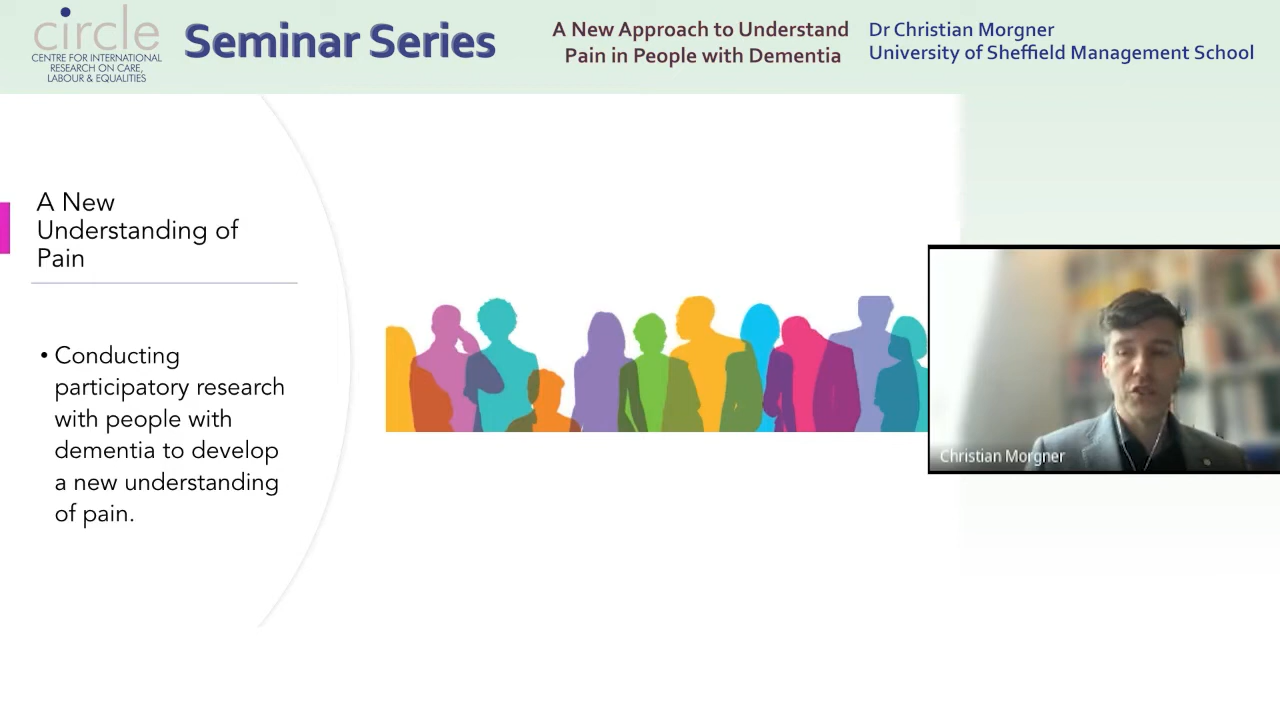 circle
CENTRE FOR INTERNATIONAL
RESEARCH ON CARE,
LABOUR & EQUALITIES
Seminar Series
A New Approach to Understand
Pain in People with Dementia
Dr Christian Morgner
University of Sheffield Management School
A New
Understanding of
Pain
• Conducting
participatory research
with people with
dementia to develop
a new understanding
of pain.
Christian Morgner